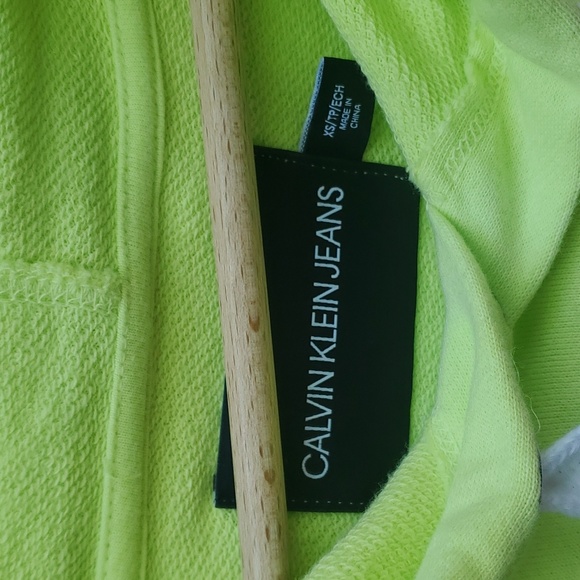 XS/TP/ECH
MADE IN
CHINA
CALVIN KLEIN JEANS